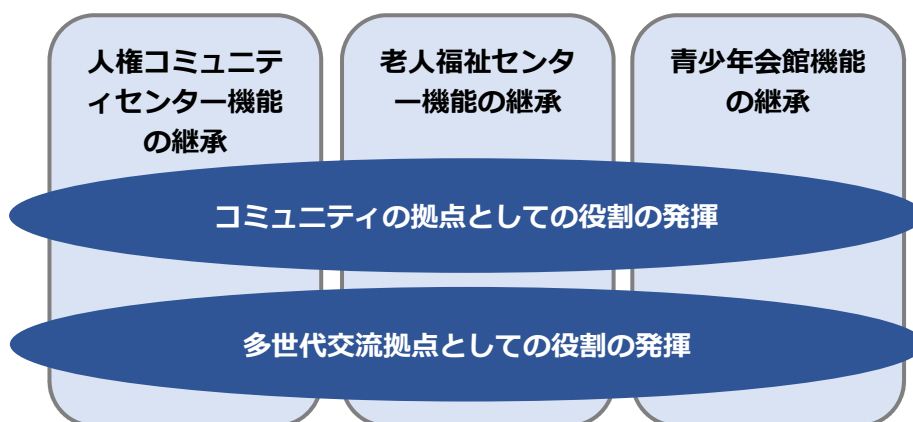 人権コミュニテ
ィセンター機能
の継承
老人福祉センタ
ー機能の継承
青少年会館機能
の継承
コミュニティの拠点としての役割の発揮
多世代交流拠点としての役割の発揮